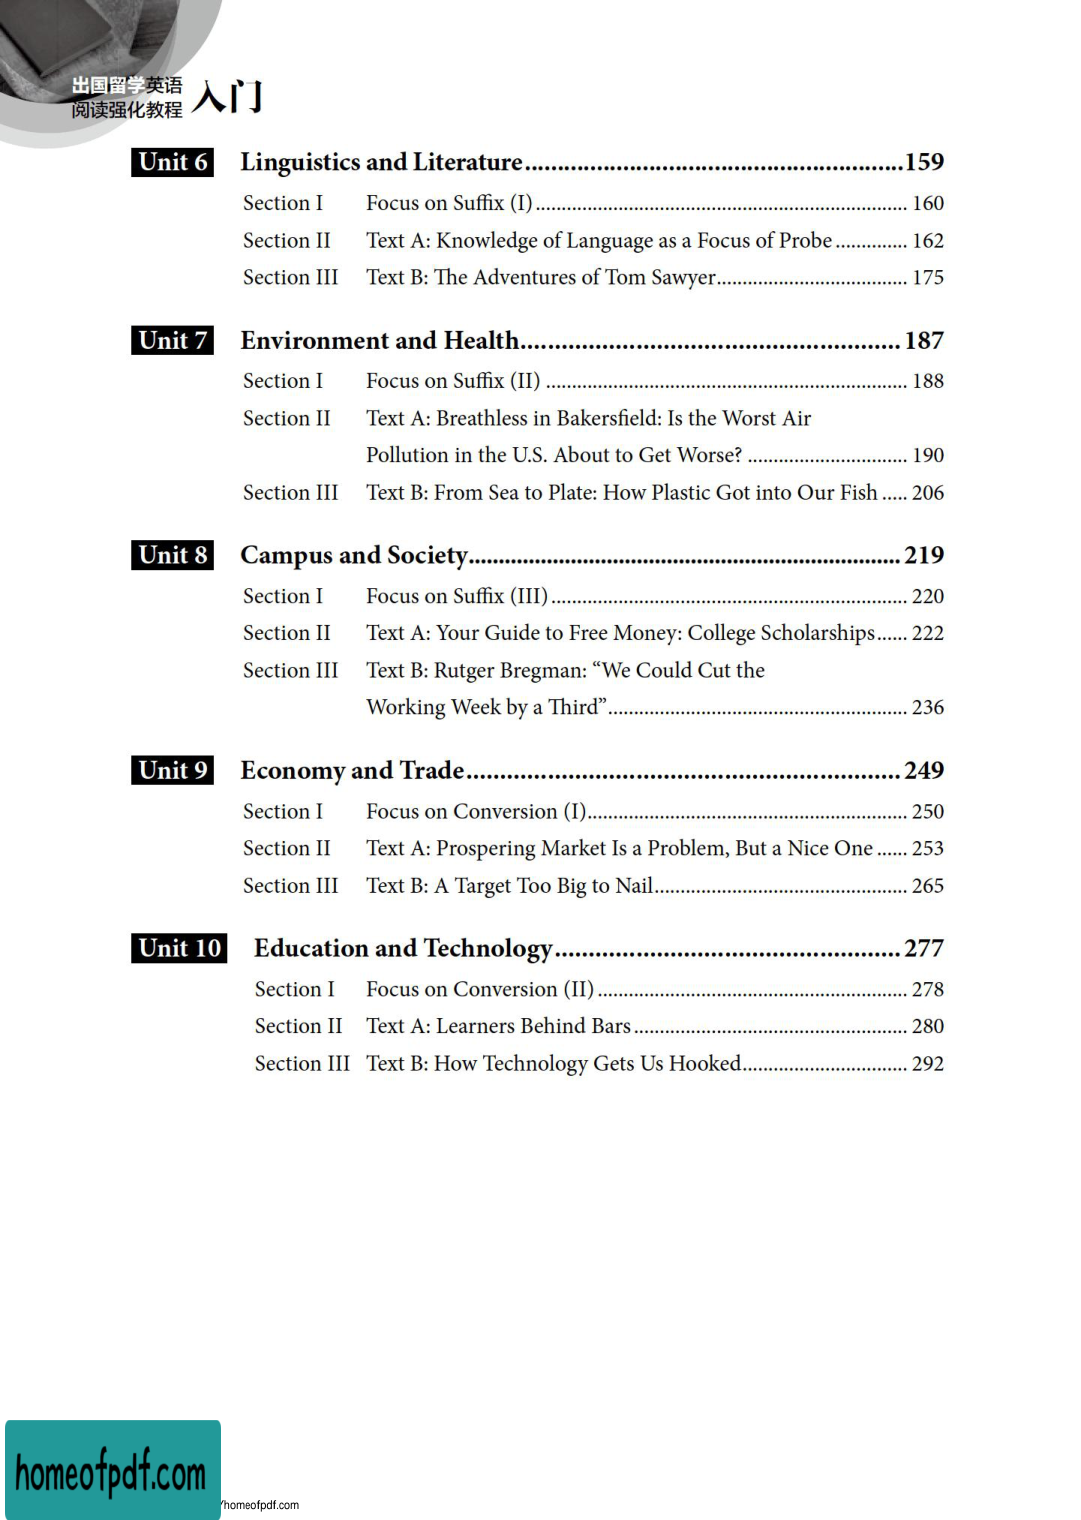 出国留学英语
阅读强化教程 入门
Unit 6 Linguistics and Literature 159
Section I Focus on Suffix (I) 160
Section II Text A: Knowledge of Language as a Focus of Probe 162
Section III Text B: The Adventures of Tom Sawyer 175
Unit 7 Environment and Health 187
Section I Focus on Suffix (II) 188
Section II Text A: Breathless in Bakersfield: Is the Worst Air
Pollution in the U.S. About to Get Worse? 190
Section III Text B: From Sea to Plate: How Plastic Got into Our Fish 206
Unit 8 Campus and Society 219
Section I Focus on Suffix (III) 220
Section II Text A: Your Guide to Free Money: College Scholarships 222
Section III Text B: Rutger Bregman: “We Could Cut the
Working Week by a Third” 236
Unit 9 Economy and Trade 249
Section I Focus on Conversion (I) 250
Section II Text A: Prospering Market Is a Problem, But a Nice One 253
Section III Text B: A Target Too Big to Nail 265
Unit 10 Education and Technology 277
Section I Focus on Conversion (II) 278
Section II Text A: Learners Behind Bars 280
Section III Text B: How Technology Gets Us Hooked 292
homeofpdf.com
/homeofpdf.com